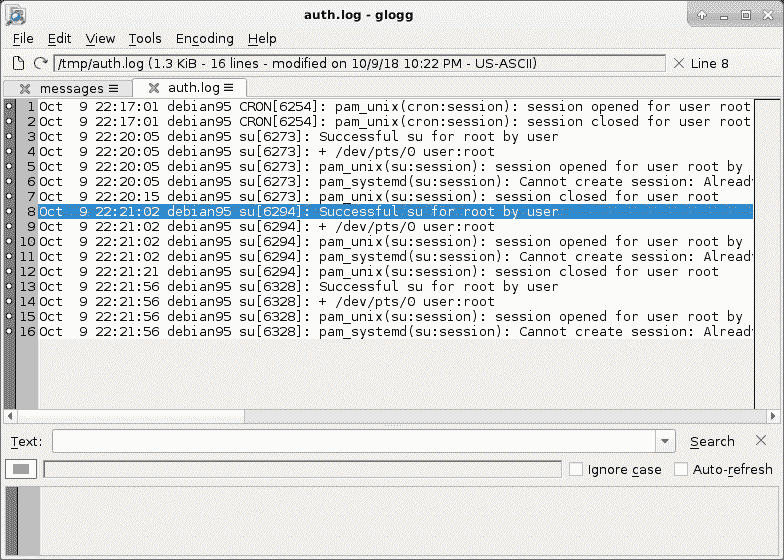 auth.log - glogg
File Edit View Tools Encoding Help
/tmp/auth.log (1.3 KiB - 16 lines - modified on 10/9/18 10:22 PM - US-ASCII) Line 8
messages auth.log
1 Oct  9 22:17:01 debian95 CRON[6254]: pam_unix(cron:session): session opened for user root
2 Oct  9 22:17:01 debian95 CRON[6254]: pam_unix(cron:session): session closed for user root
3 Oct  9 22:20:05 debian95 su[6273]: Successful su for root by user
4 Oct  9 22:20:05 debian95 su[6273]: + /dev/pts/0 user:root
5 Oct  9 22:20:05 debian95 su[6273]: pam_unix(su:session): session opened for user root by
6 Oct  9 22:20:05 debian95 su[6273]: pam_systemd(su:session): Cannot create session: Alread
7 Oct  9 22:20:15 debian95 su[6273]: pam_unix(su:session): session closed for user root
8 Oct  9 22:21:02 debian95 su[6294]: Successful su for root by user
9 Oct  9 22:21:02 debian95 su[6294]: + /dev/pts/0 user:root
10 Oct  9 22:21:02 debian95 su[6294]: pam_unix(su:session): session opened for user root by
11 Oct  9 22:21:02 debian95 su[6294]: pam_systemd(su:session): Cannot create session: Alread
12 Oct  9 22:21:21 debian95 su[6294]: pam_unix(su:session): session closed for user root
13 Oct  9 22:21:56 debian95 su[6328]: Successful su for root by user
14 Oct  9 22:21:56 debian95 su[6328]: + /dev/pts/0 user:root
15 Oct  9 22:21:56 debian95 su[6328]: pam_unix(su:session): session opened for user root by
16 Oct  9 22:21:56 debian95 su[6328]: pam_systemd(su:session): Cannot create session: Alread
Text: Search
Ignore case Auto-refresh